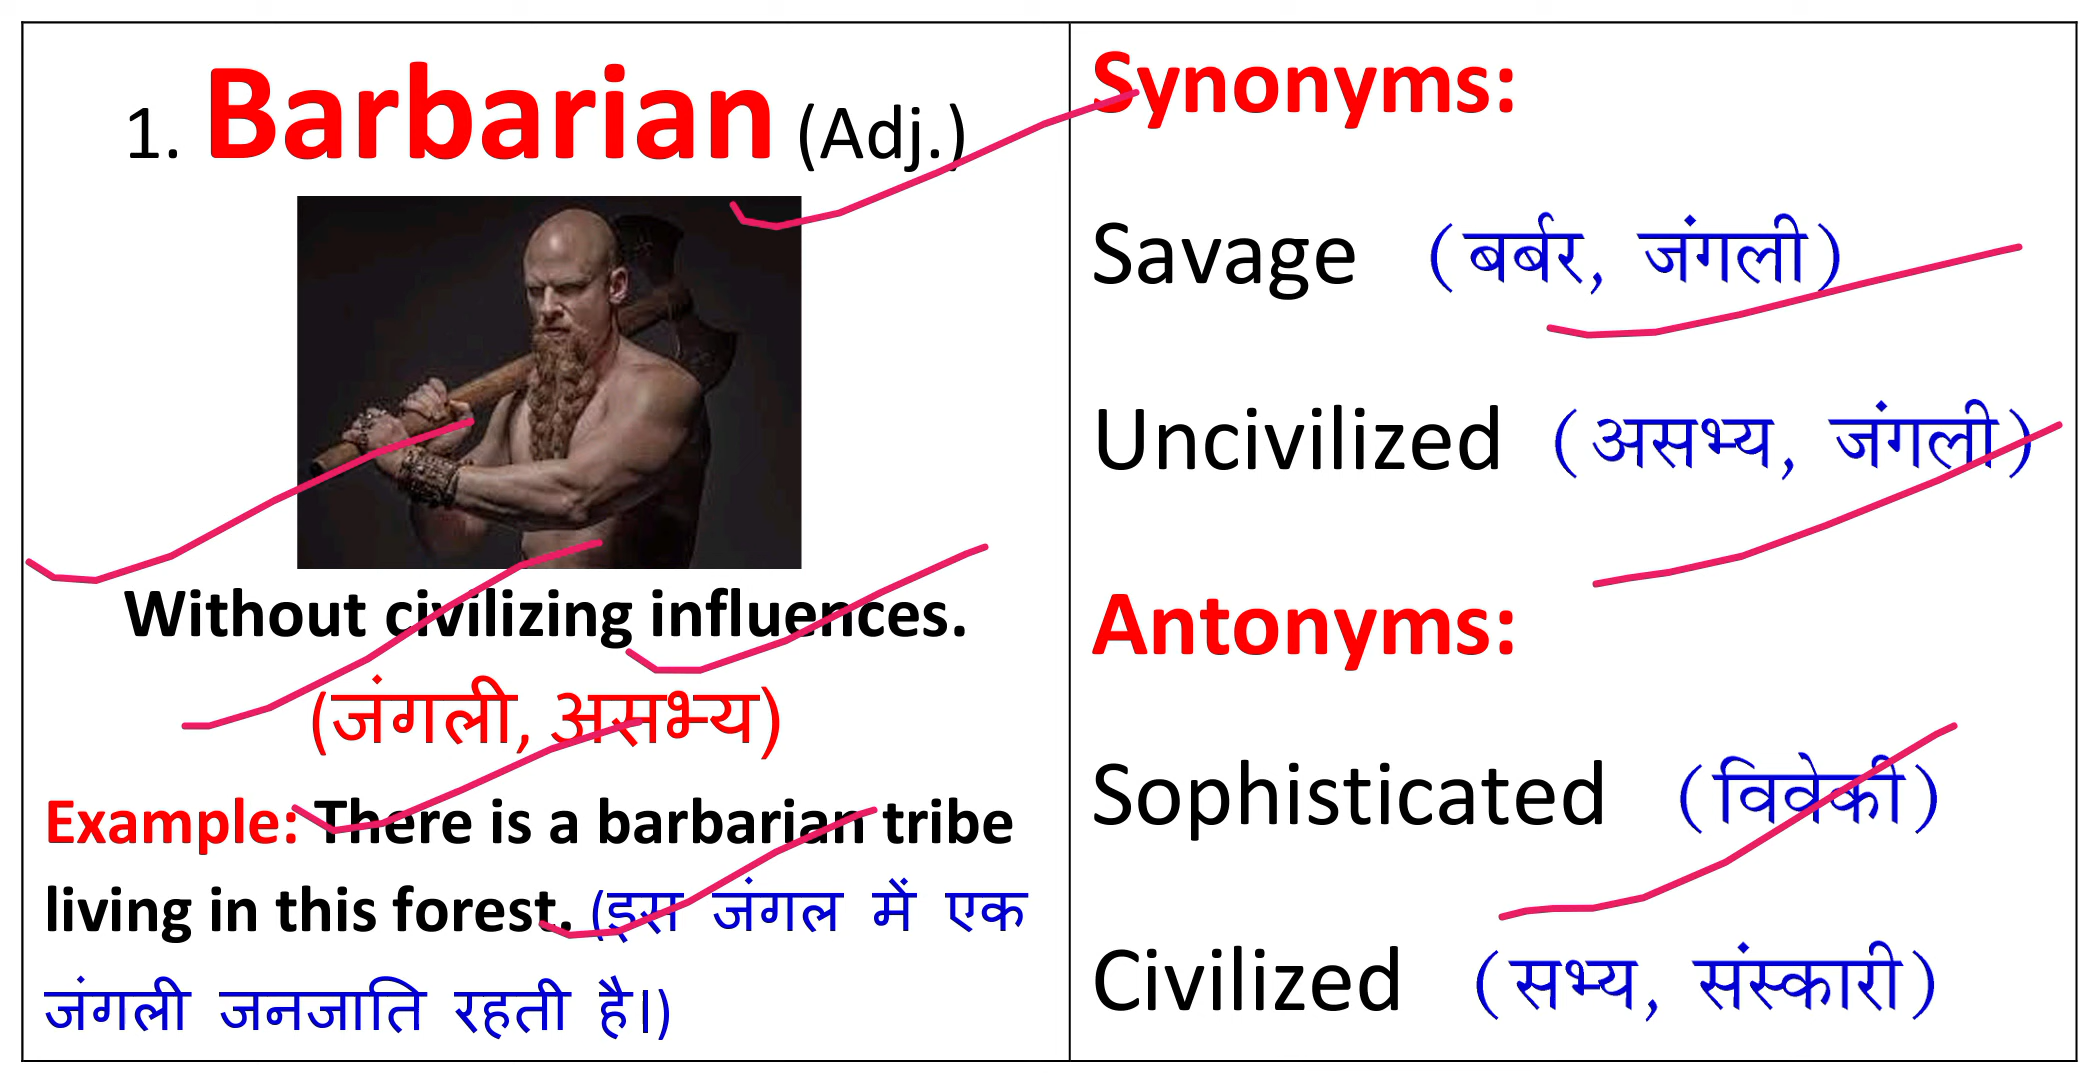 1. Barbarian (Adj.)
Without civilizing influences.
(जंगली, असभ्य)
Example: There is a barbarian tribe
living in this forest. (इस जंगल में एक
जंगली जनजाति रहती है।)
Synonyms:
Savage (बर्बर, जंगली)
Uncivilized (असभ्य, जंगली)
Antonyms:
Sophisticated (विवेकी)
Civilized (सभ्य, संस्कारी)